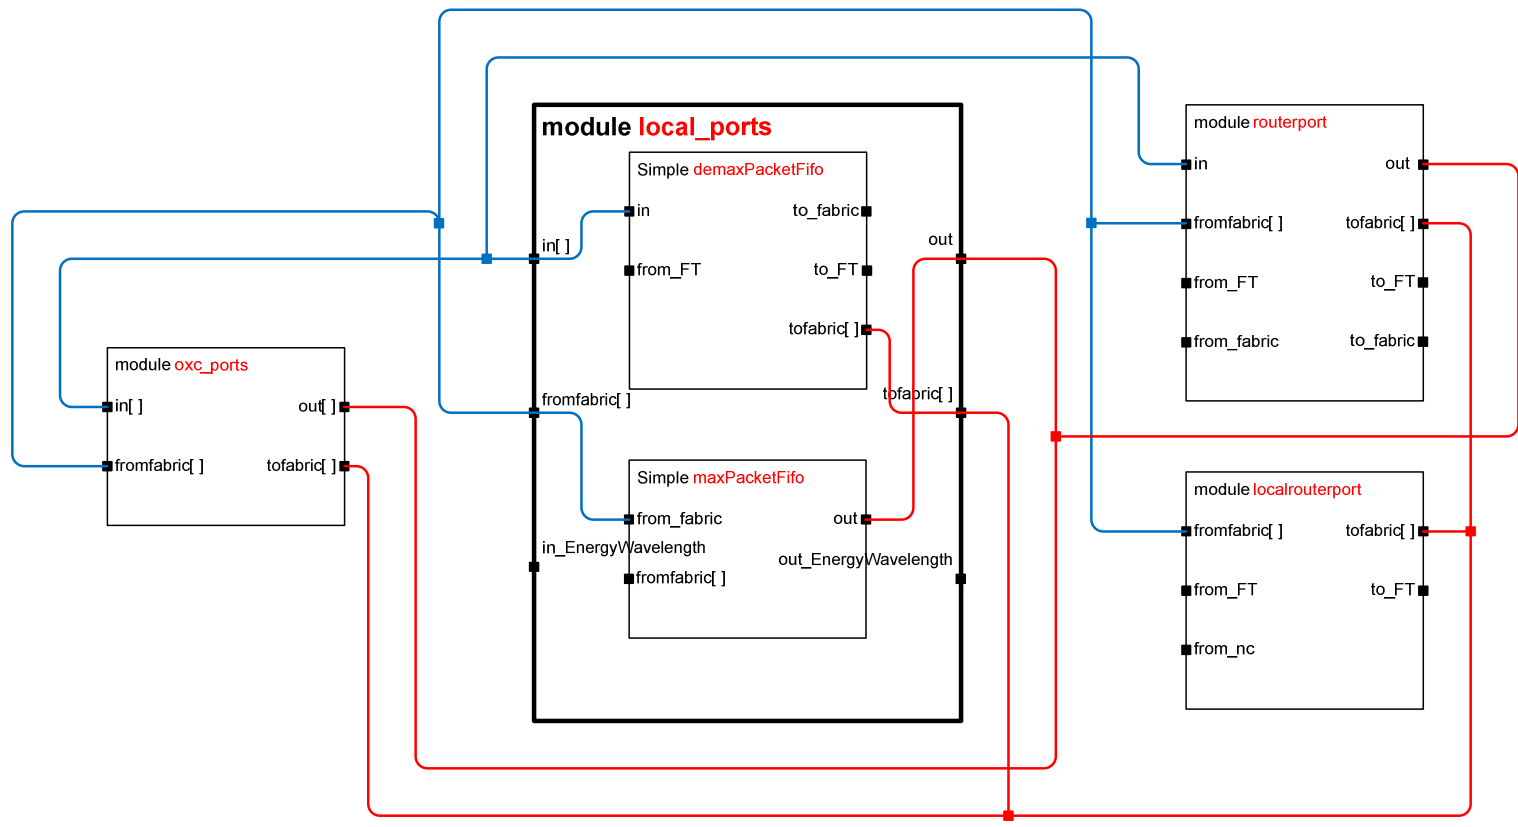 module local_ports
Simple demaxPacketFifo
in
to_fabric
from_FT
to_FT
tofabric[ ]
in[ ]
out
fromfabric[ ]
tofabric[ ]
Simple maxPacketFifo
from_fabric
out
fromfabric[ ]
in_EnergyWavelength
out_EnergyWavelength
module oxc_ports
in[ ]
out[ ]
fromfabric[ ]
tofabric[ ]
module routerport
in
out
fromfabric[ ]
tofabric[ ]
from_FT
to_FT
from_fabric
to_fabric
module localrouterport
fromfabric[ ]
tofabric[ ]
from_FT
to_FT
from_nc